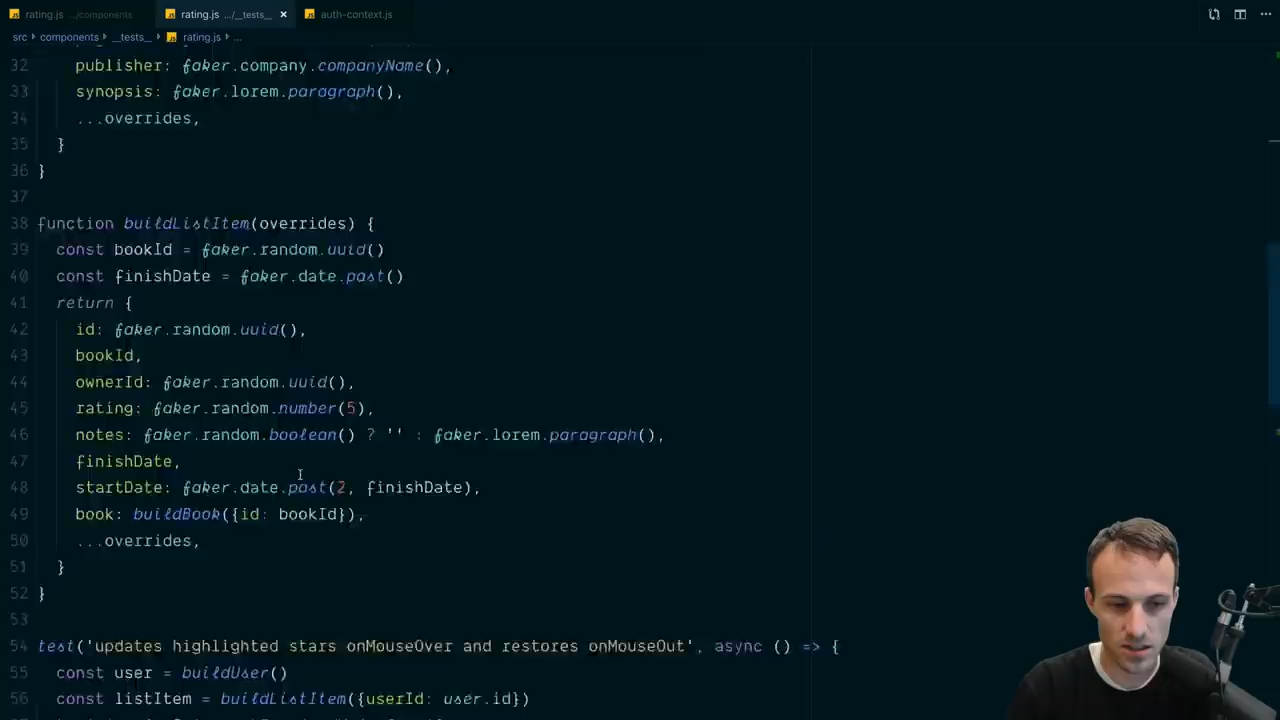 rating.js .../components
rating.js .../__tests__ ×
auth-context.js
src > components > __tests__ > rating.js > ...
32 publisher: faker.company.companyName(),
33 synopsis: faker.lorem.paragraph(),
34 ...overrides,
35 }
36 }
37
38 function buildListItem(overrides) {
39 const bookId = faker.random.uuid()
40 const finishDate = faker.date.past()
41 return {
42 id: faker.random.uuid(),
43 bookId,
44 ownerId: faker.random.uuid(),
45 rating: faker.random.number(5),
46 notes: faker.random.boolean() ? '' : faker.lorem.paragraph(),
47 finishDate,
48 startDate: faker.date.past(2, finishDate),
49 book: buildBook({id: bookId}),
50 ...overrides,
51 }
52 }
53
54 test('updates highlighted stars onMouseOver and restores onMouseOut', async () => {
55 const user = buildUser()
56 const listItem = buildListItem({userId: user.id})